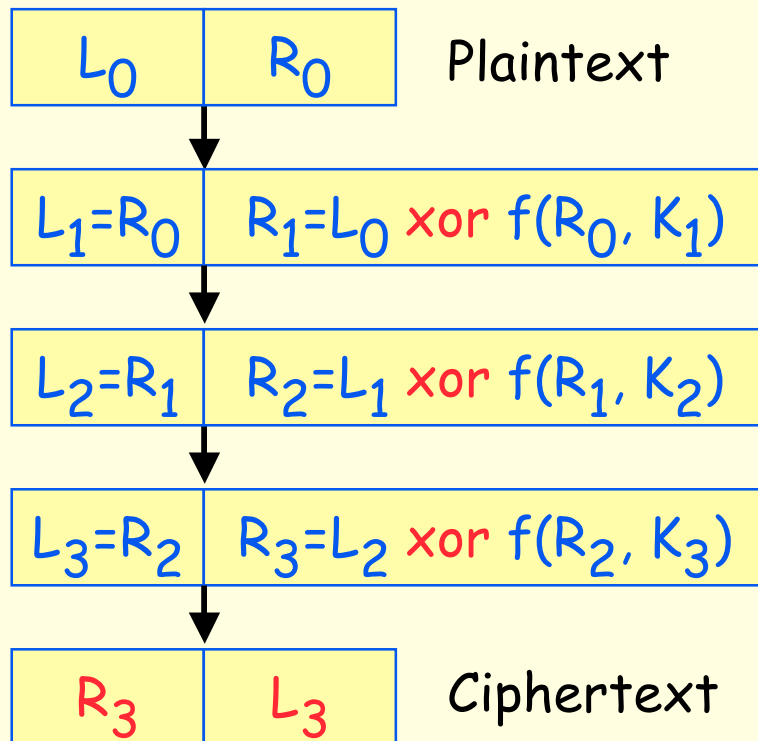 L₀ R₀ Plaintext
L₁=R₀ R₁=L₀ xor f(R₀, K₁)
L₂=R₁ R₂=L₁ xor f(R₁, K₂)
L₃=R₂ R₃=L₂ xor f(R₂, K₃)
R₃ L₃ Ciphertext